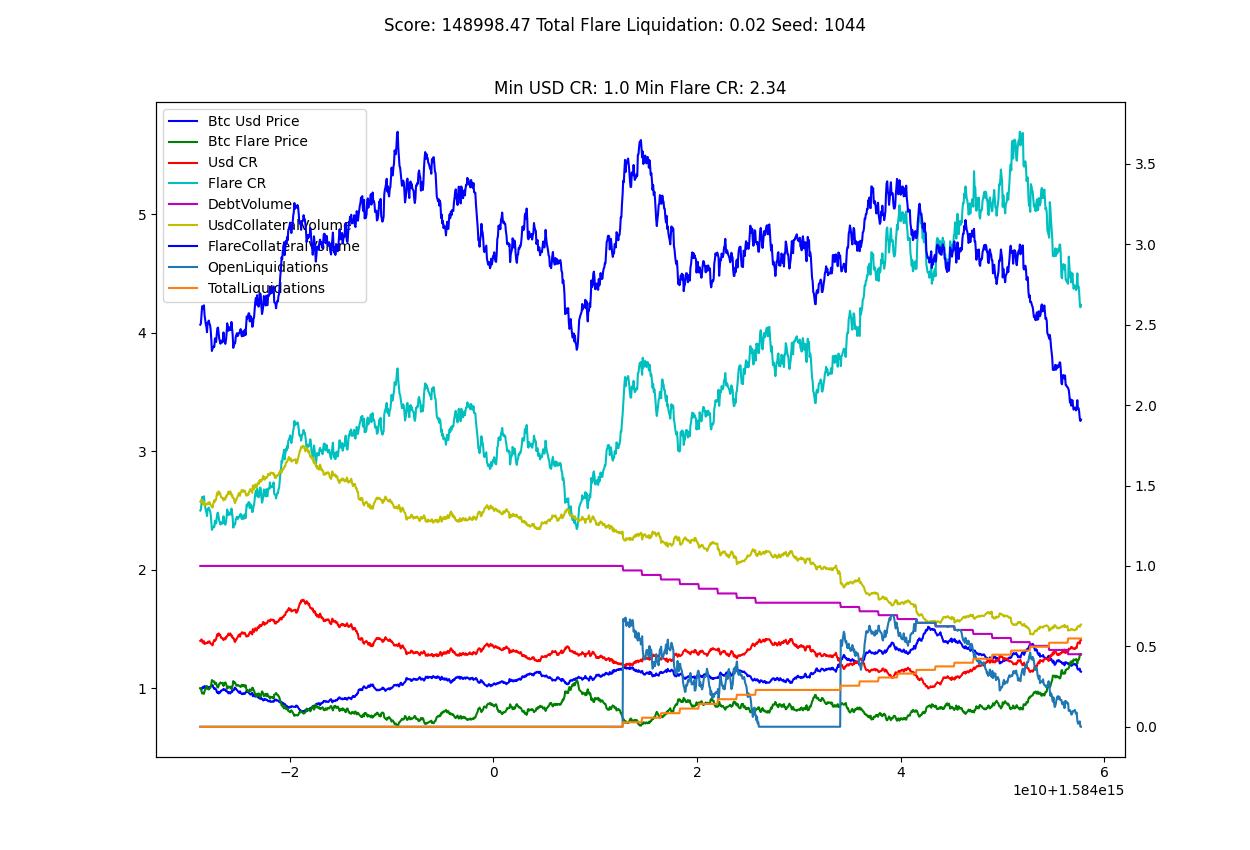 Score: 148998.47 Total Flare Liquidation: 0.02 Seed: 1044
Min USD CR: 1.0 Min Flare CR: 2.34
Btc Usd Price
Btc Flare Price
Usd CR
Flare CR
DebtVolume
UsdCollateralVolume
FlareCollateralVolume
OpenLiquidations
TotalLiquidations
5
4
3
2
1
3.5
3.0
2.5
2.0
1.5
1.0
0.5
0.0
−2 0 2 4 6
1e10+1.584e15